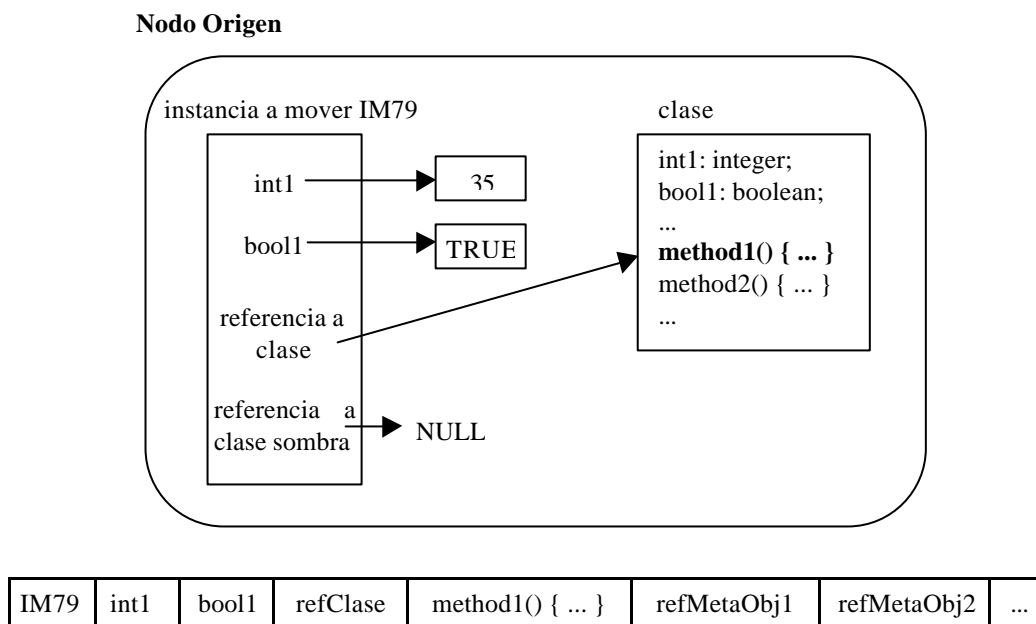 Nodo Origen
instancia a mover IM79
clase
int1
35
bool1
TRUE
referencia a
clase
referencia a
clase sombra
NULL
int1: integer;
bool1: boolean;
...
method1() { ... }
method2() { ... }
...
IM79 int1 bool1 refClase method1() { ... } refMetaObj1 refMetaObj2 ...